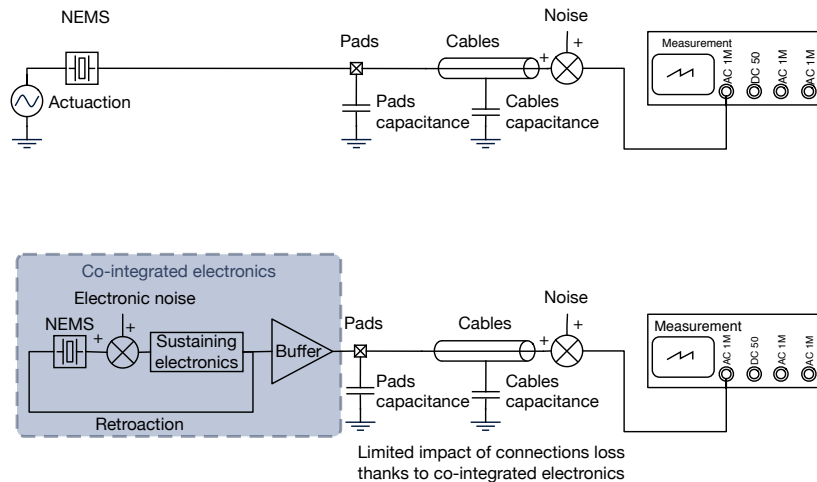 NEMS
Actuaction
Pads
Pads
capacitance
Cables
Cables
capacitance
Noise
+
+
Measurement
AC 1M
DC 50
AC 1M
AC 1M
Co-integrated electronics
Electronic noise
NEMS
+
+
Sustaining
electronics
Buffer
Retroaction
Pads
Pads
capacitance
Cables
Cables
capacitance
Noise
+
+
Measurement
AC 1M
DC 50
AC 1M
AC 1M
Limited impact of connections loss
thanks to co-integrated electronics